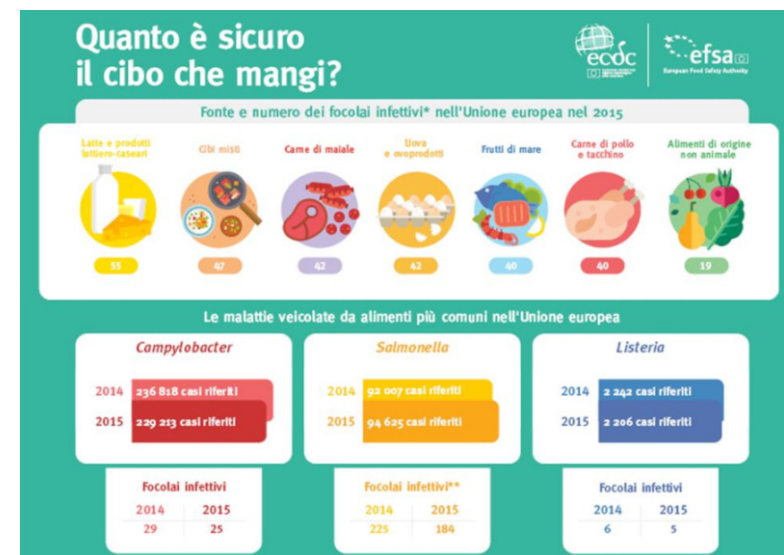 Quanto è sicuro
il cibo che mangi?
ecdc
efsa
European Food Safety Authority
Fonte e numero dei focolai infettivi* nell'Unione europea nel 2015
Latte e prodotti
lattiero-caseari
Cibi misti
Carne di maiale
Uova
e ovoprodotti
Frutti di mare
Carne di pollo
e tacchino
Alimenti di origine
non animale
55
47
42
42
40
40
19
Le malattie veicolate da alimenti più comuni nell'Unione europea
Campylobacter
2014 236 818 casi riferiti
2015 229 213 casi riferiti
Focolai infettivi
2014 2015
29 25
Salmonella
2014 92 007 casi riferiti
2015 94 625 casi riferiti
Focolai infettivi**
2014 2015
225 184
Listeria
2014 2 242 casi riferiti
2015 2 206 casi riferiti
Focolai infettivi
2014 2015
6 5